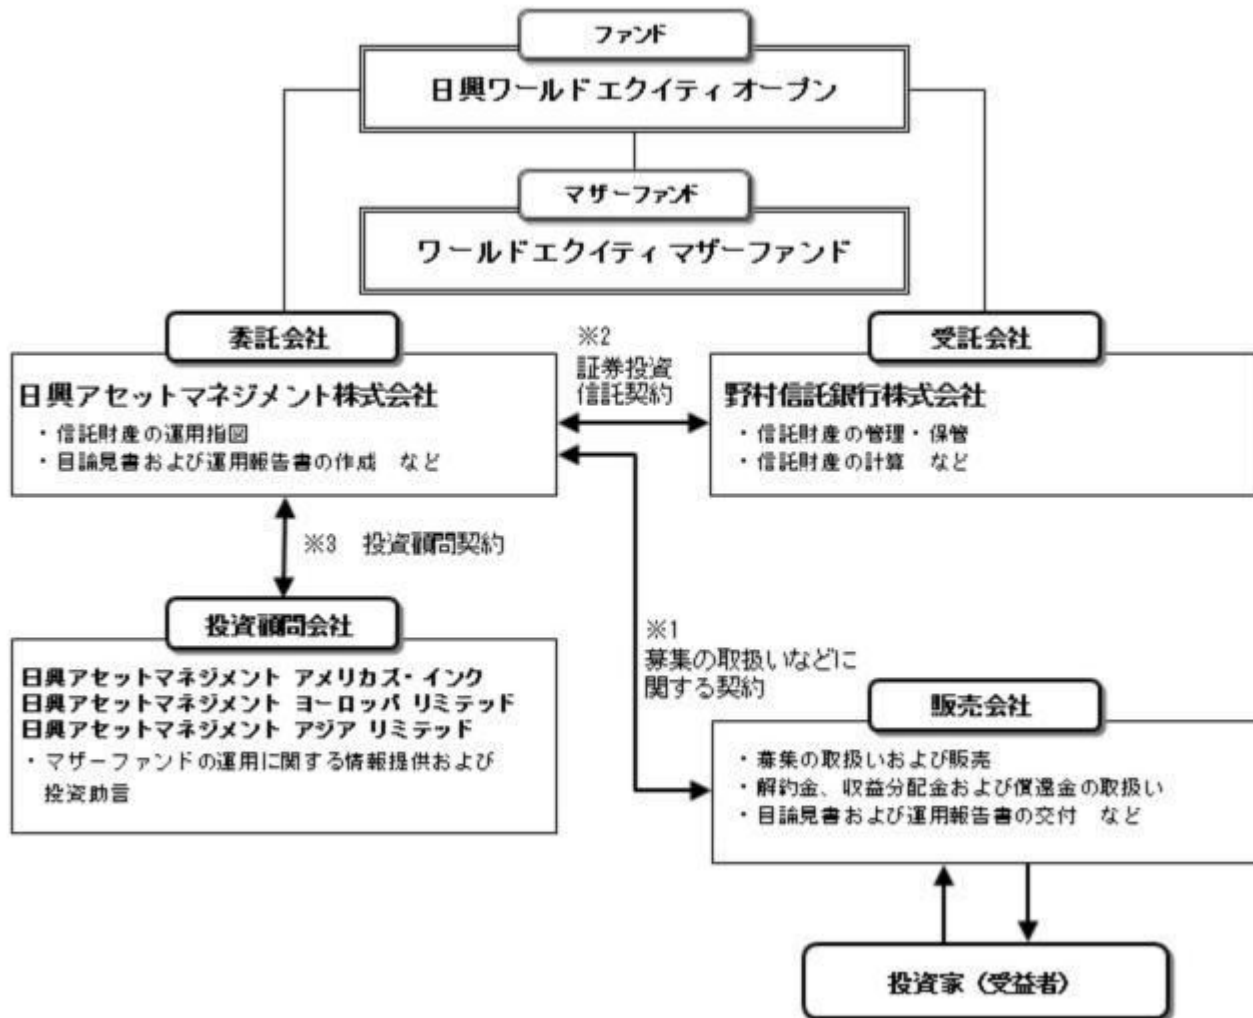 ファンド
日興ワールドエクイティオープン
マザーファンド
ワールドエクイティマザーファンド
委託会社
日興アセットマネジメント株式会社
・信託財産の運用指図
・目論見書および運用報告書の作成　など
※2
証券投資
信託契約
受託会社
野村信託銀行株式会社
・信託財産の管理・保管
・信託財産の計算　など
※3　投資顧問契約
投資顧問会社
日興アセットマネジメント アメリカズ・インク
日興アセットマネジメント ヨーロッパ リミテッド
日興アセットマネジメント アジア リミテッド
・マザーファンドの運用に関する情報提供および
投資助言
※1
募集の取扱いなどに
関する契約
販売会社
・募集の取扱いおよび販売
・解約金、収益分配金および償還金の取扱い
・目論見書および運用報告書の交付　など
投資家（受益者）